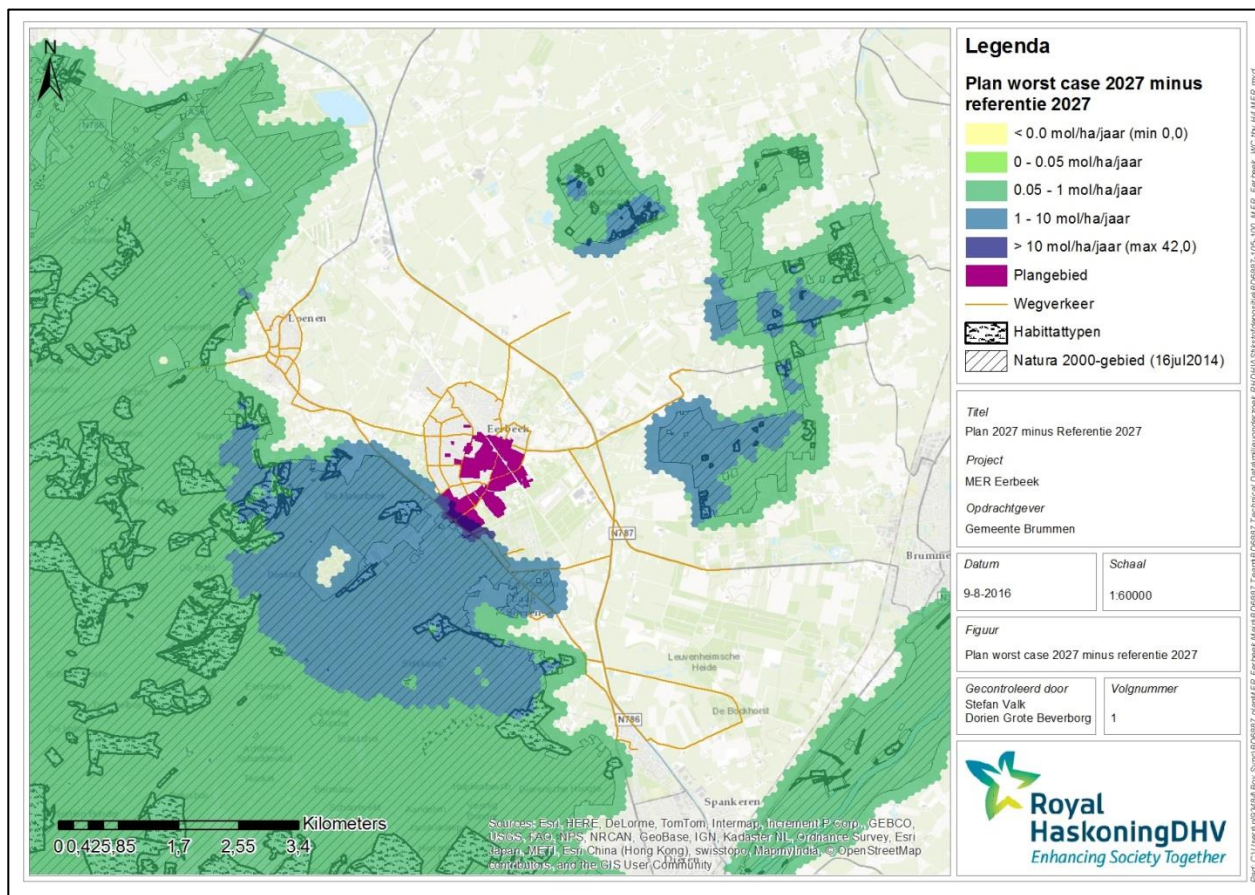 N
N786
A50
Loenen
Eerbeek
N787
Brumme
Leuvenheimsche
Heide
De Bockhorst
N786
Spankeren
Dieren
Kilometers
0 0,425,85 1,7 2,55 3,4
Sources: Esri, HERE, DeLorme, TomTom, Intermap, Increment P Corp., GEBCO,
USGS, FAO, NPS, NRCAN, GeoBase, IGN, Kadaster NL, Ordnance Survey, Esri
Japan, METI, Esri China (Hong Kong), swisstopo, MapmyIndia, © OpenStreetMap
contributors, and the GIS User Community
Legenda
Plan worst case 2027 minus
referentie 2027
< 0.0 mol/ha/jaar (min 0,0)
0 - 0.05 mol/ha/jaar
0.05 - 1 mol/ha/jaar
1 - 10 mol/ha/jaar
> 10 mol/ha/jaar (max 42,0)
Plangebied
Wegverkeer
Habittattypen
Natura 2000-gebied (16jul2014)
Titel
Plan 2027 minus Referentie 2027
Project
MER Eerbeek
Opdrachtgever
Gemeente Brummen
Datum
9-8-2016
Schaal
1:60000
Figuur
Plan worst case 2027 minus referentie 2027
Gecontroleerd door
Stefan Valk
Dorien Grote Beverborg
Volgnummer
1
Royal
HaskoningDHV
Enhancing Society Together